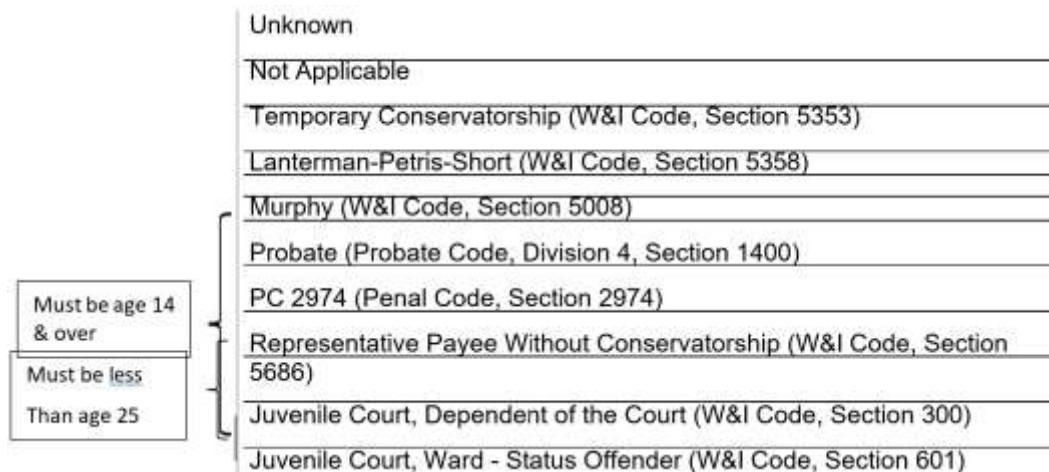 Unknown
Not Applicable
Temporary Conservatorship (W&I Code, Section 5353)
Lanterman-Petris-Short (W&I Code, Section 5358)
Murphy (W&I Code, Section 5008)
Probate (Probate Code, Division 4, Section 1400)
PC 2974 (Penal Code, Section 2974)
Must be age 14
& over
Representative Payee Without Conservatorship (W&I Code, Section
5686)
Must be less
Than age 25
Juvenile Court, Dependent of the Court (W&I Code, Section 300)
Juvenile Court, Ward - Status Offender (W&I Code, Section 601)